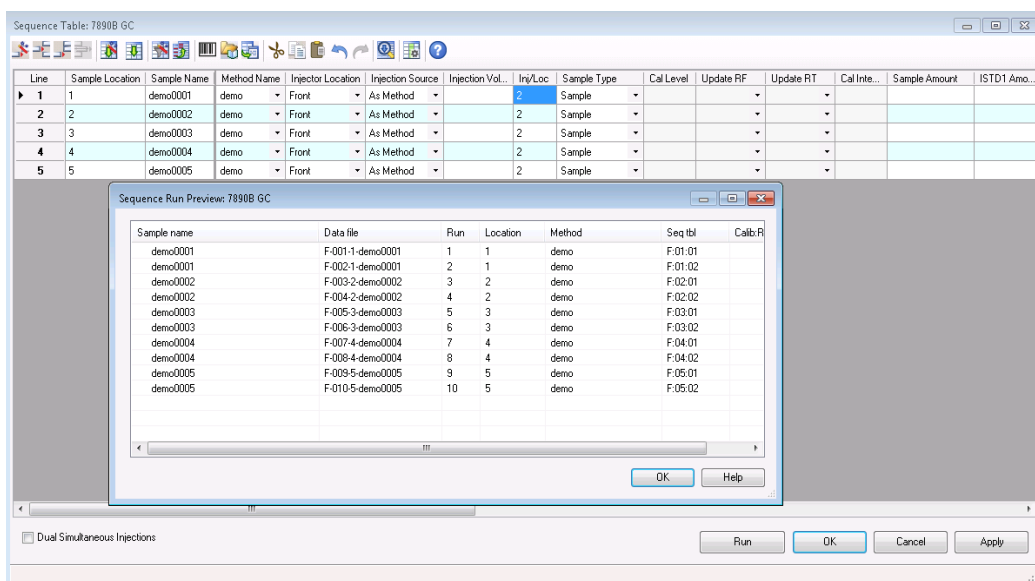 Sequence Table: 7890B GC
Line Sample Location Sample Name Method Name Injector Location Injection Source Injection Vol... Inj/Loc Sample Type Cal Level Update RF Update RT Cal Inte... Sample Amount ISTD1 Amo...
1 1 demo0001 demo Front As Method 2 Sample
2 2 demo0002 demo Front As Method 2 Sample
3 3 demo0003 demo Front As Method 2 Sample
4 4 demo0004 demo Front As Method 2 Sample
5 5 demo0005 demo Front As Method 2 Sample
Sequence Run Preview: 7890B GC
Sample name Data file Run Location Method Seq tbl Calib:R
demo0001 F-001-1-demo0001 1 1 demo F:01:01
demo0001 F-002-1-demo0001 2 1 demo F:01:02
demo0002 F-003-2-demo0002 3 2 demo F:02:01
demo0002 F-004-2-demo0002 4 2 demo F:02:02
demo0003 F-005-3-demo0003 5 3 demo F:03:01
demo0003 F-006-3-demo0003 6 3 demo F:03:02
demo0004 F-007-4-demo0004 7 4 demo F:04:01
demo0004 F-008-4-demo0004 8 4 demo F:04:02
demo0005 F-009-5-demo0005 9 5 demo F:05:01
demo0005 F-010-5-demo0005 10 5 demo F:05:02
OK Help
Dual Simultaneous Injections
Run OK Cancel Apply